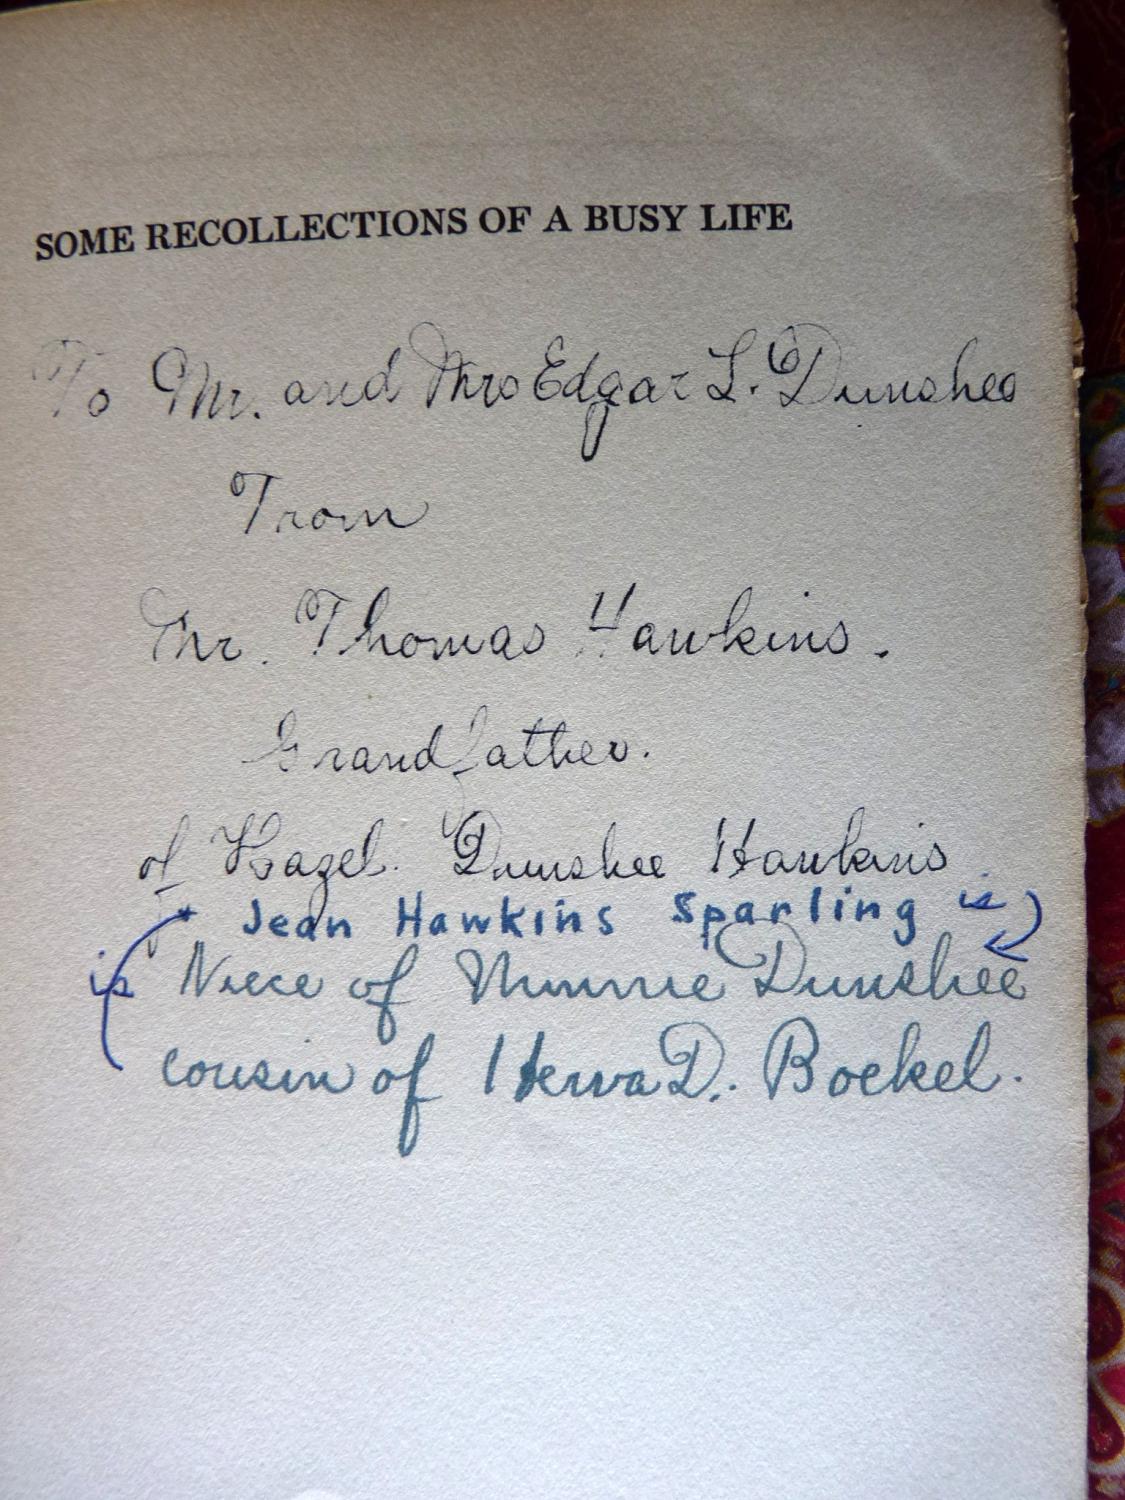 SOME RECOLLECTIONS OF A BUSY LIFE
To Mr. and Mrs Edgar L. Dunshee
From
Mr. Thomas Hawkins.
Grandfather.
of Hazel. Dunshee Hawkins
Jean Hawkins Sparling is
is Niece of Minnie Dunshee
cousin of Herva D. Boekel.